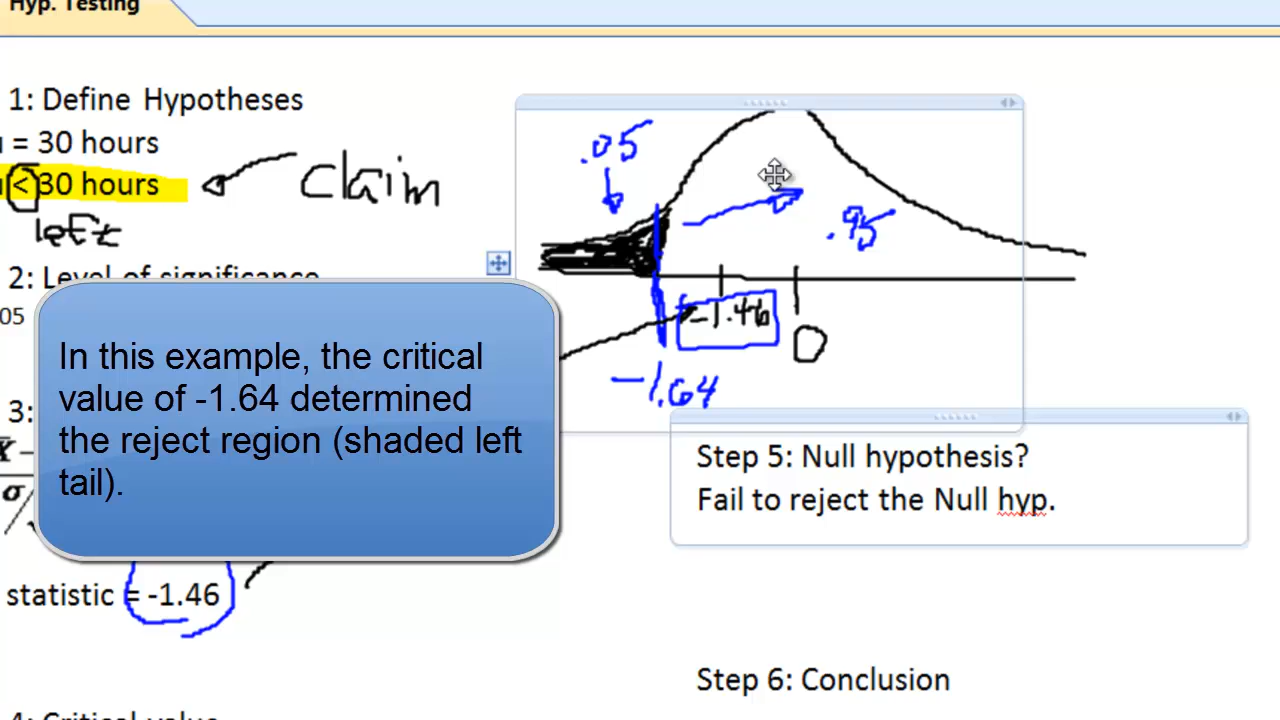 Hyp. Testing
1: Define Hypotheses
= 30 hours
< 30 hours
Claim
left
2: Level of significance
05
3:
X -
σ/
statistic = -1.46
4: Critical value
.05
.95
-1.46
0
-1.64
In this example, the critical
value of -1.64 determined
the reject region (shaded left
tail).
Step 5: Null hypothesis?
Fail to reject the Null hyp.
Step 6: Conclusion